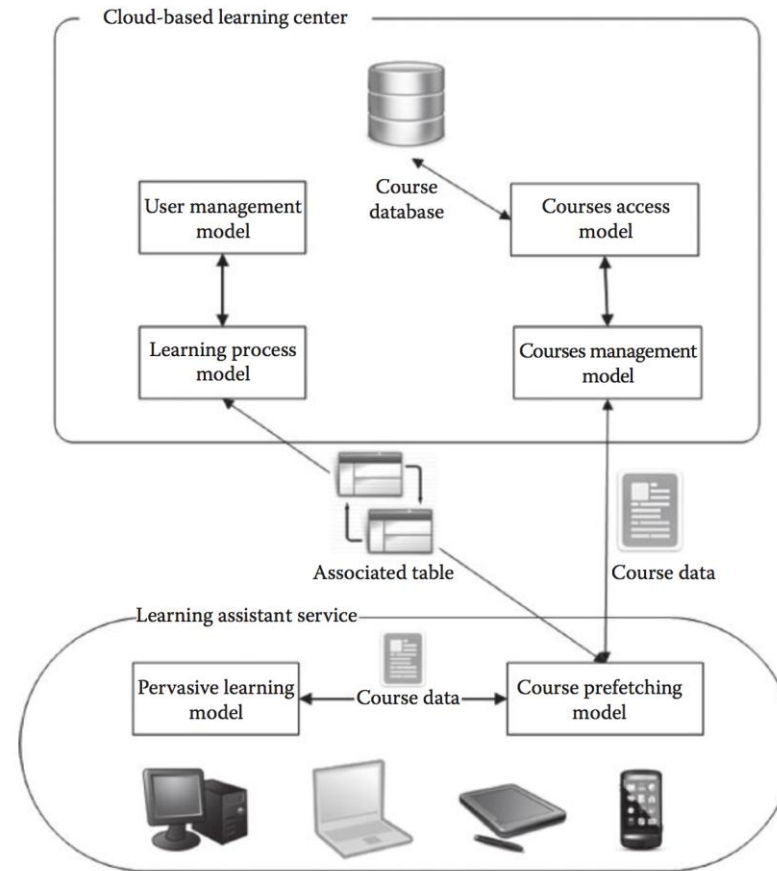 Cloud-based learning center
Course
database
User management
model
Courses access
model
Learning process
model
Courses management
model
Associated table
Course data
Learning assistant service
Pervasive learning
model
Course data
Course prefetching
model